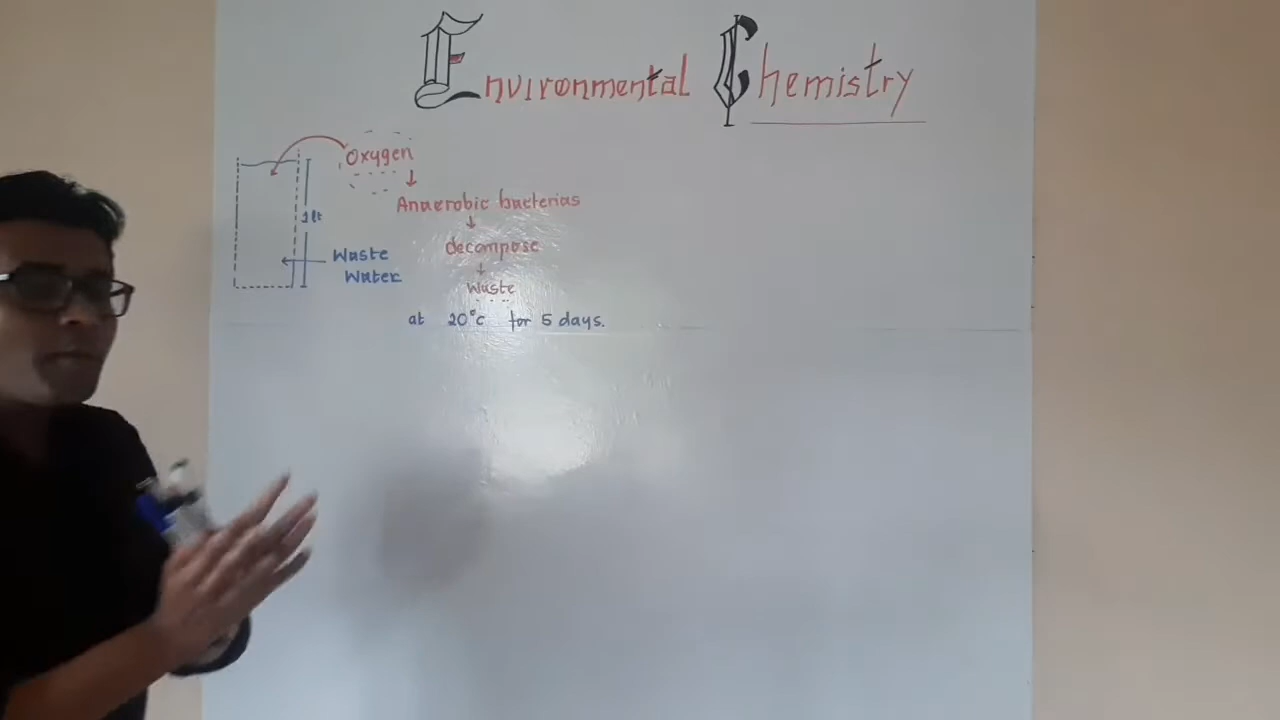 Environmental Chemistry
Oxygen
Anaerobic bacterias
1lt
decompose
Waste
Water
Waste
at 20°c for 5 days.